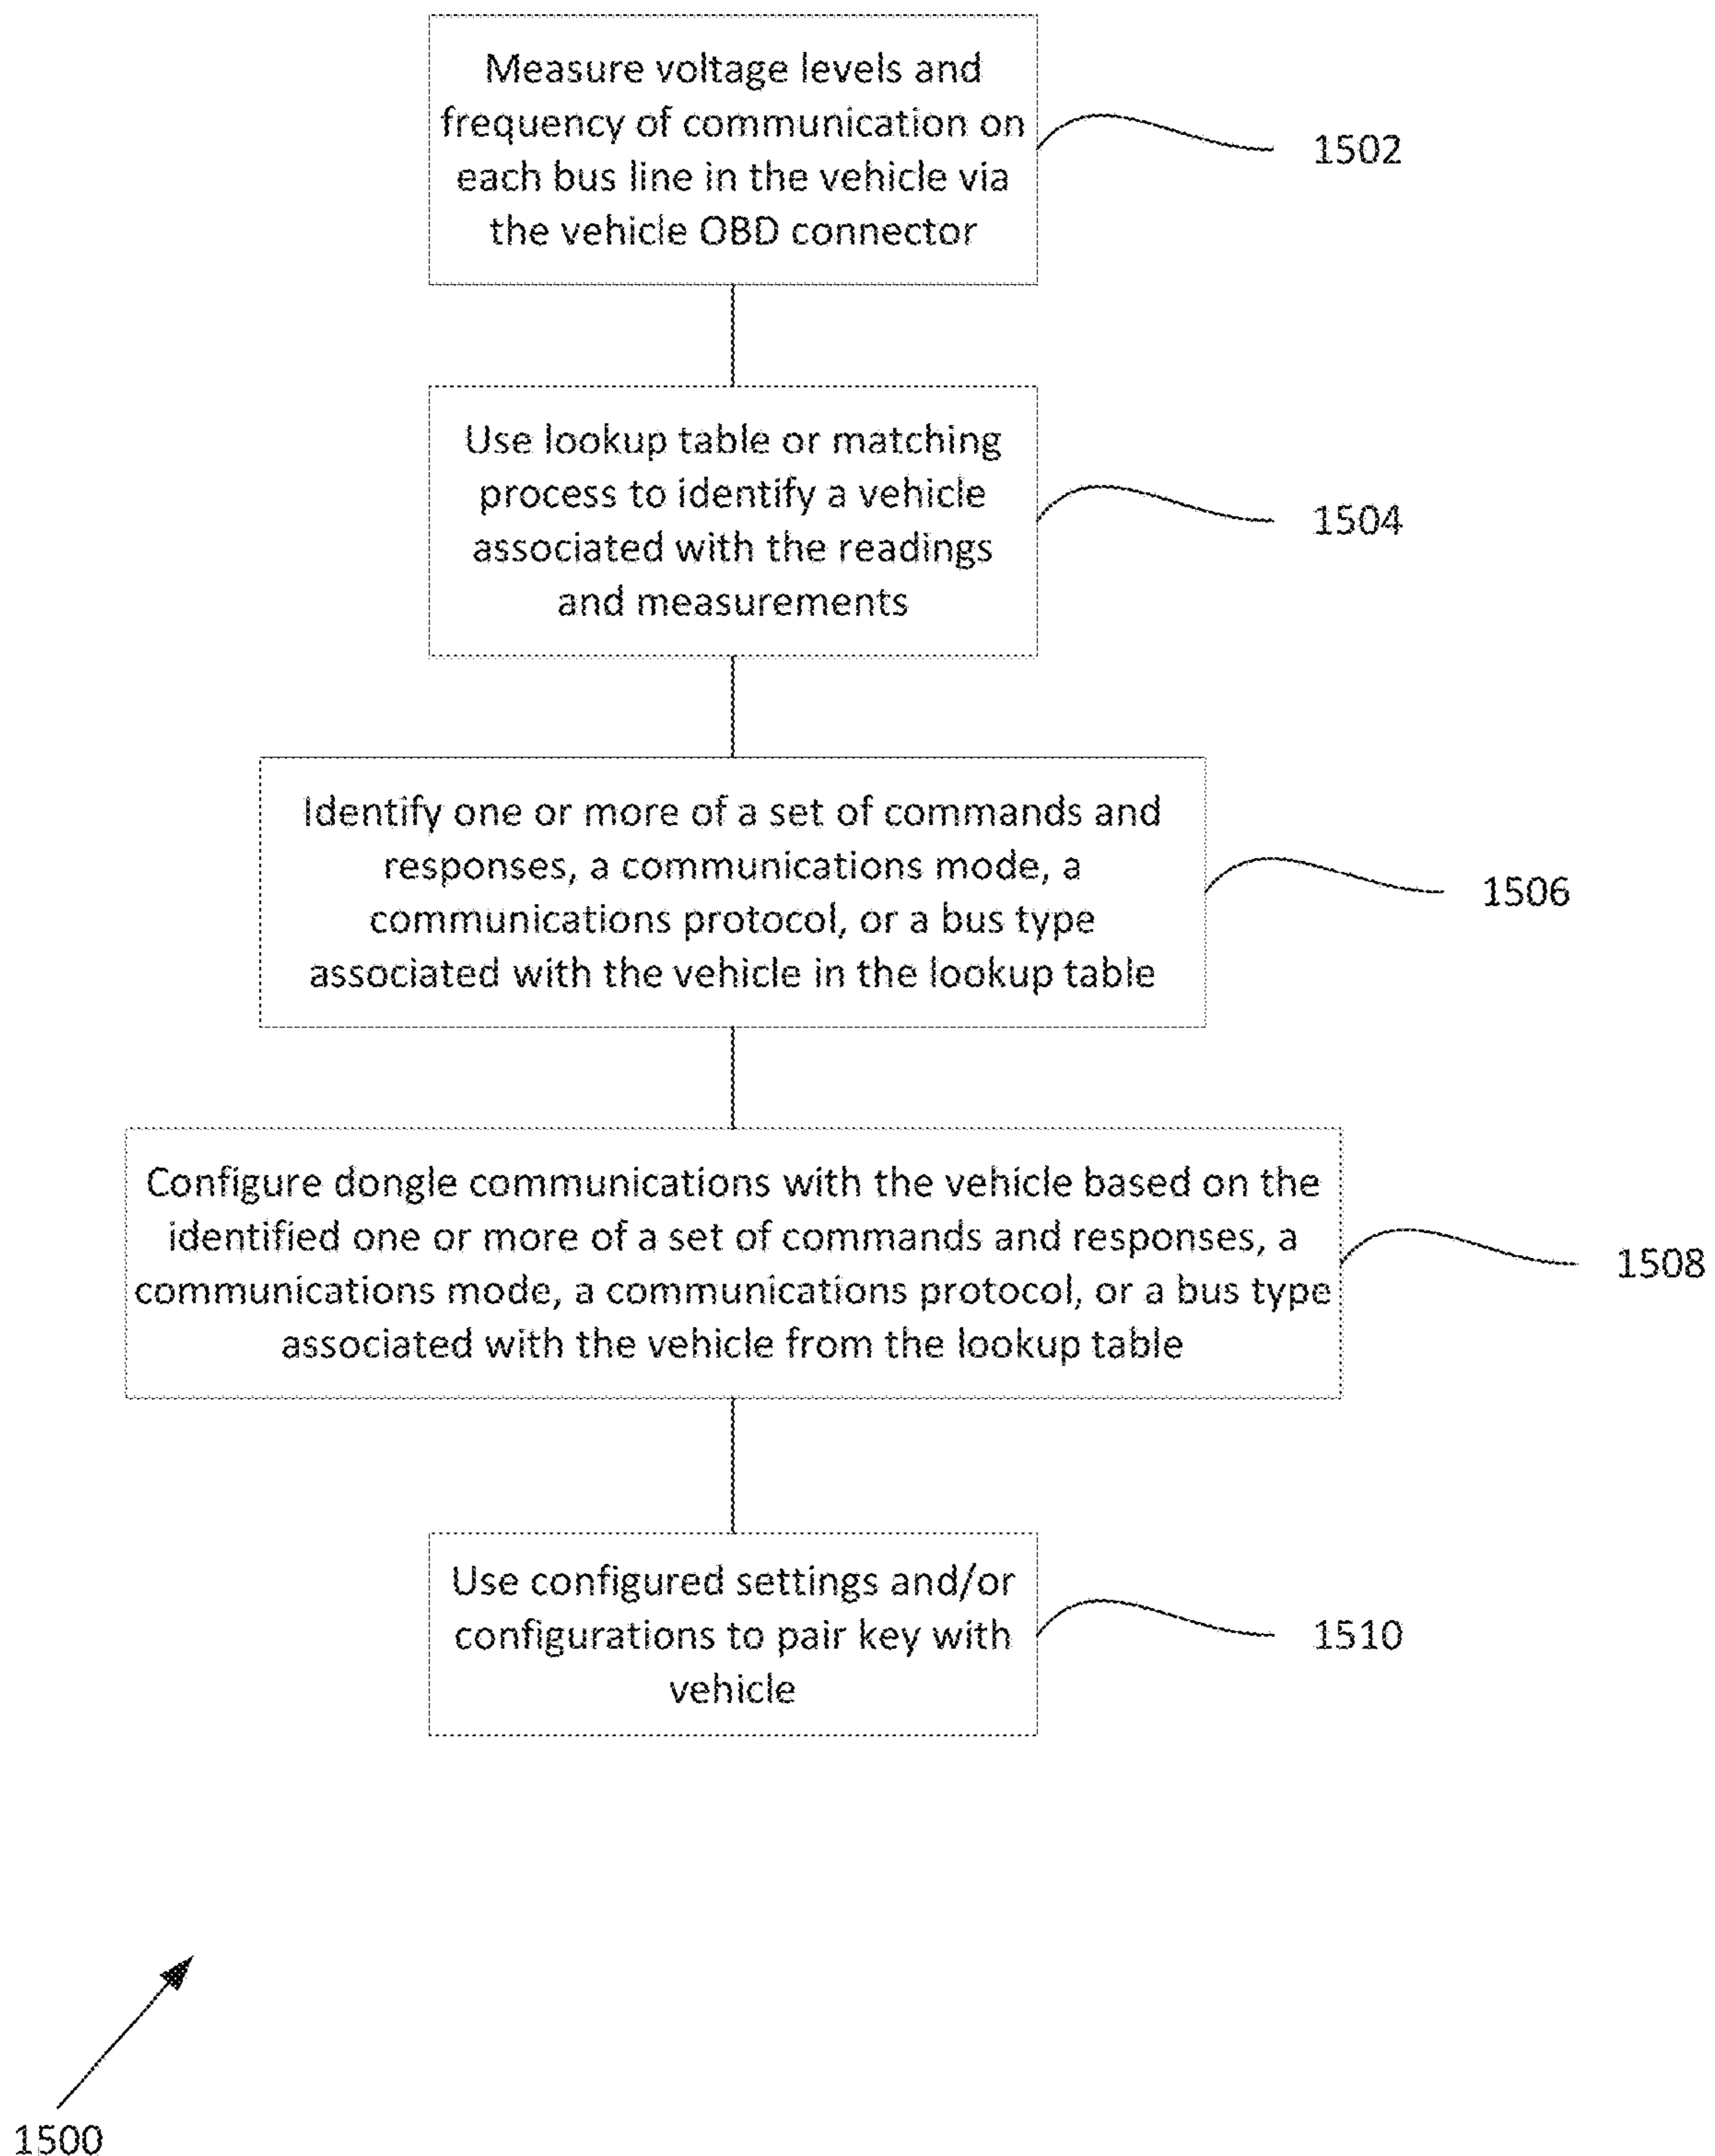 Measure voltage levels and
frequency of communication on
each bus line in the vehicle via
the vehicle OBD connector
1502
Use lookup table or matching
process to identify a vehicle
associated with the readings
and measurements
1504
Identify one or more of a set of commands and
responses, a communications mode, a
communications protocol, or a bus type
associated with the vehicle in the lookup table
1506
Configure dongle communications with the vehicle based on the
identified one or more of a set of commands and responses, a
communications mode, a communications protocol, or a bus type
associated with the vehicle from the lookup table
1508
Use configured settings and/or
configurations to pair key with
vehicle
1510
1500